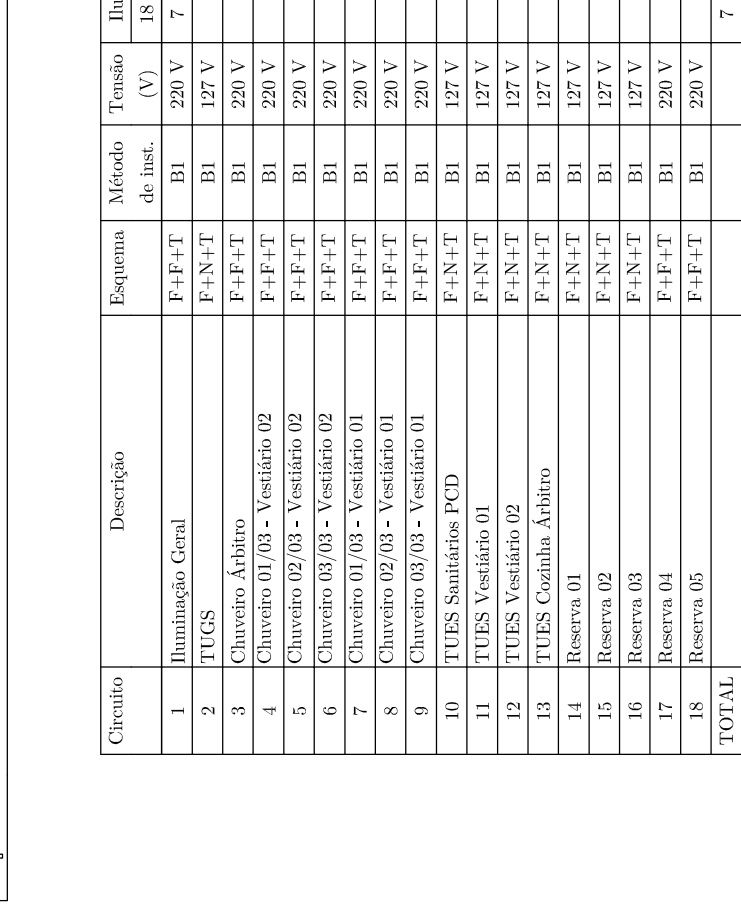 Circuito Descrição Esquema Método de inst. Tensão (V) 18
1 Iluminação Geral F+F+T B1 220 V 7
2 TUGS F+N+T B1 127 V
3 Chuveiro Árbitro F+F+T B1 220 V
4 Chuveiro 01/03 - Vestiário 02 F+F+T B1 220 V
5 Chuveiro 02/03 - Vestiário 02 F+F+T B1 220 V
6 Chuveiro 03/03 - Vestiário 02 F+F+T B1 220 V
7 Chuveiro 01/03 - Vestiário 01 F+F+T B1 220 V
8 Chuveiro 02/03 - Vestiário 01 F+F+T B1 220 V
9 Chuveiro 03/03 - Vestiário 01 F+F+T B1 220 V
10 TUES Sanitários PCD F+N+T B1 127 V
11 TUES Vestiário 01 F+N+T B1 127 V
12 TUES Vestiário 02 F+N+T B1 127 V
13 TUES Cozinha Árbitro F+N+T B1 127 V
14 Reserva 01 F+N+T B1 127 V
15 Reserva 02 F+N+T B1 127 V
16 Reserva 03 F+N+T B1 127 V
17 Reserva 04 F+F+T B1 220 V
18 Reserva 05 F+F+T B1 220 V
TOTAL 7